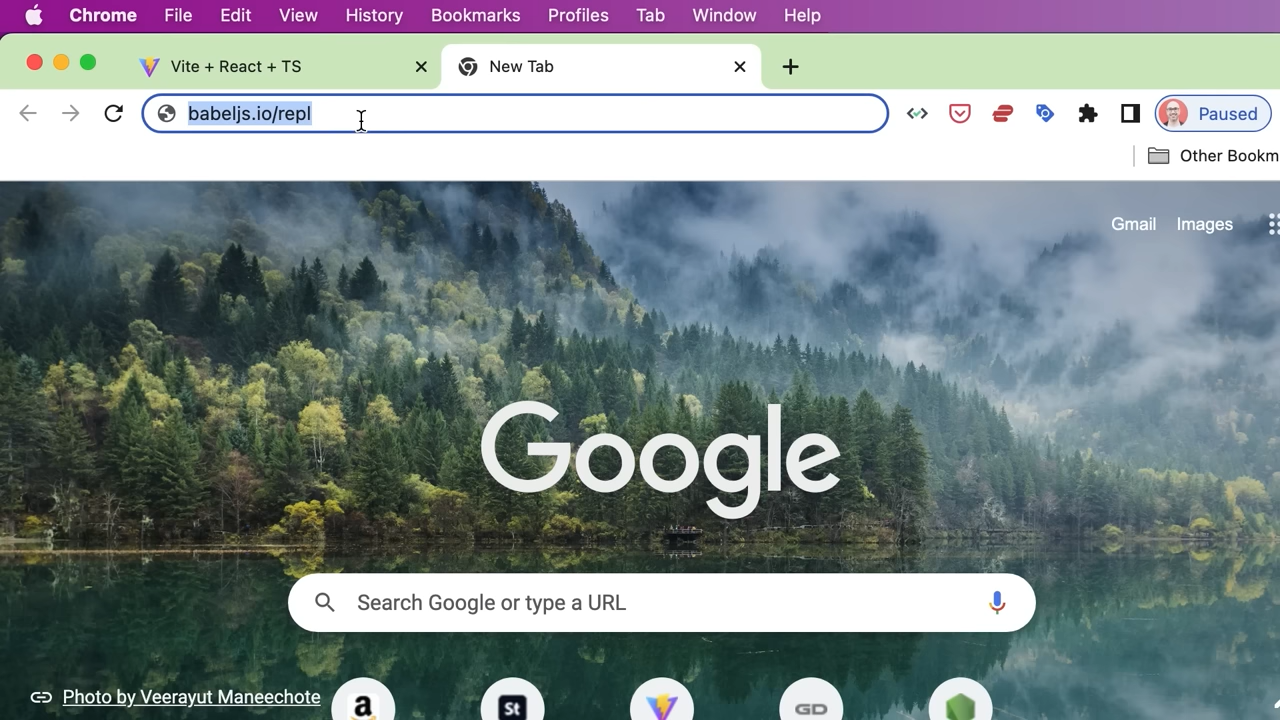 Chrome File Edit View History Bookmarks Profiles Tab Window Help
Vite + React + TS New Tab
babeljs.io/repl Paused
Other Bookm
Gmail Images
Google
Search Google or type a URL
Photo by Veerayut Maneechote a St GD